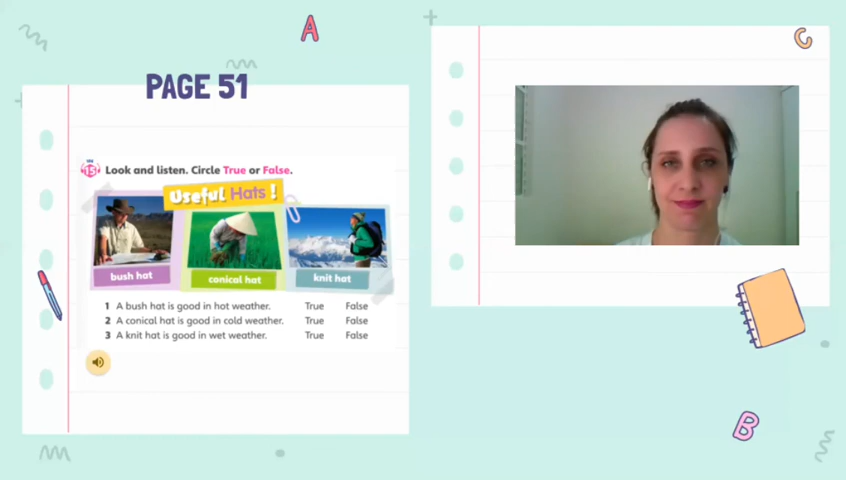 A
C
PAGE 51
15 Look and listen. Circle True or False.
Useful Hats!
bush hat
conical hat
knit hat
1 A bush hat is good in hot weather. True False
2 A conical hat is good in cold weather. True False
3 A knit hat is good in wet weather. True False
B